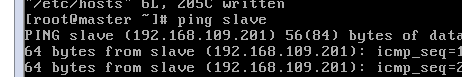 "/etc/hosts" 6L, 205C written
[root@master ~]# ping slave
PING slave (192.168.109.201) 56(84) bytes of data
64 bytes from slave (192.168.109.201): icmp_seq=1
64 bytes from slave (192.168.109.201): icmp_seq=2